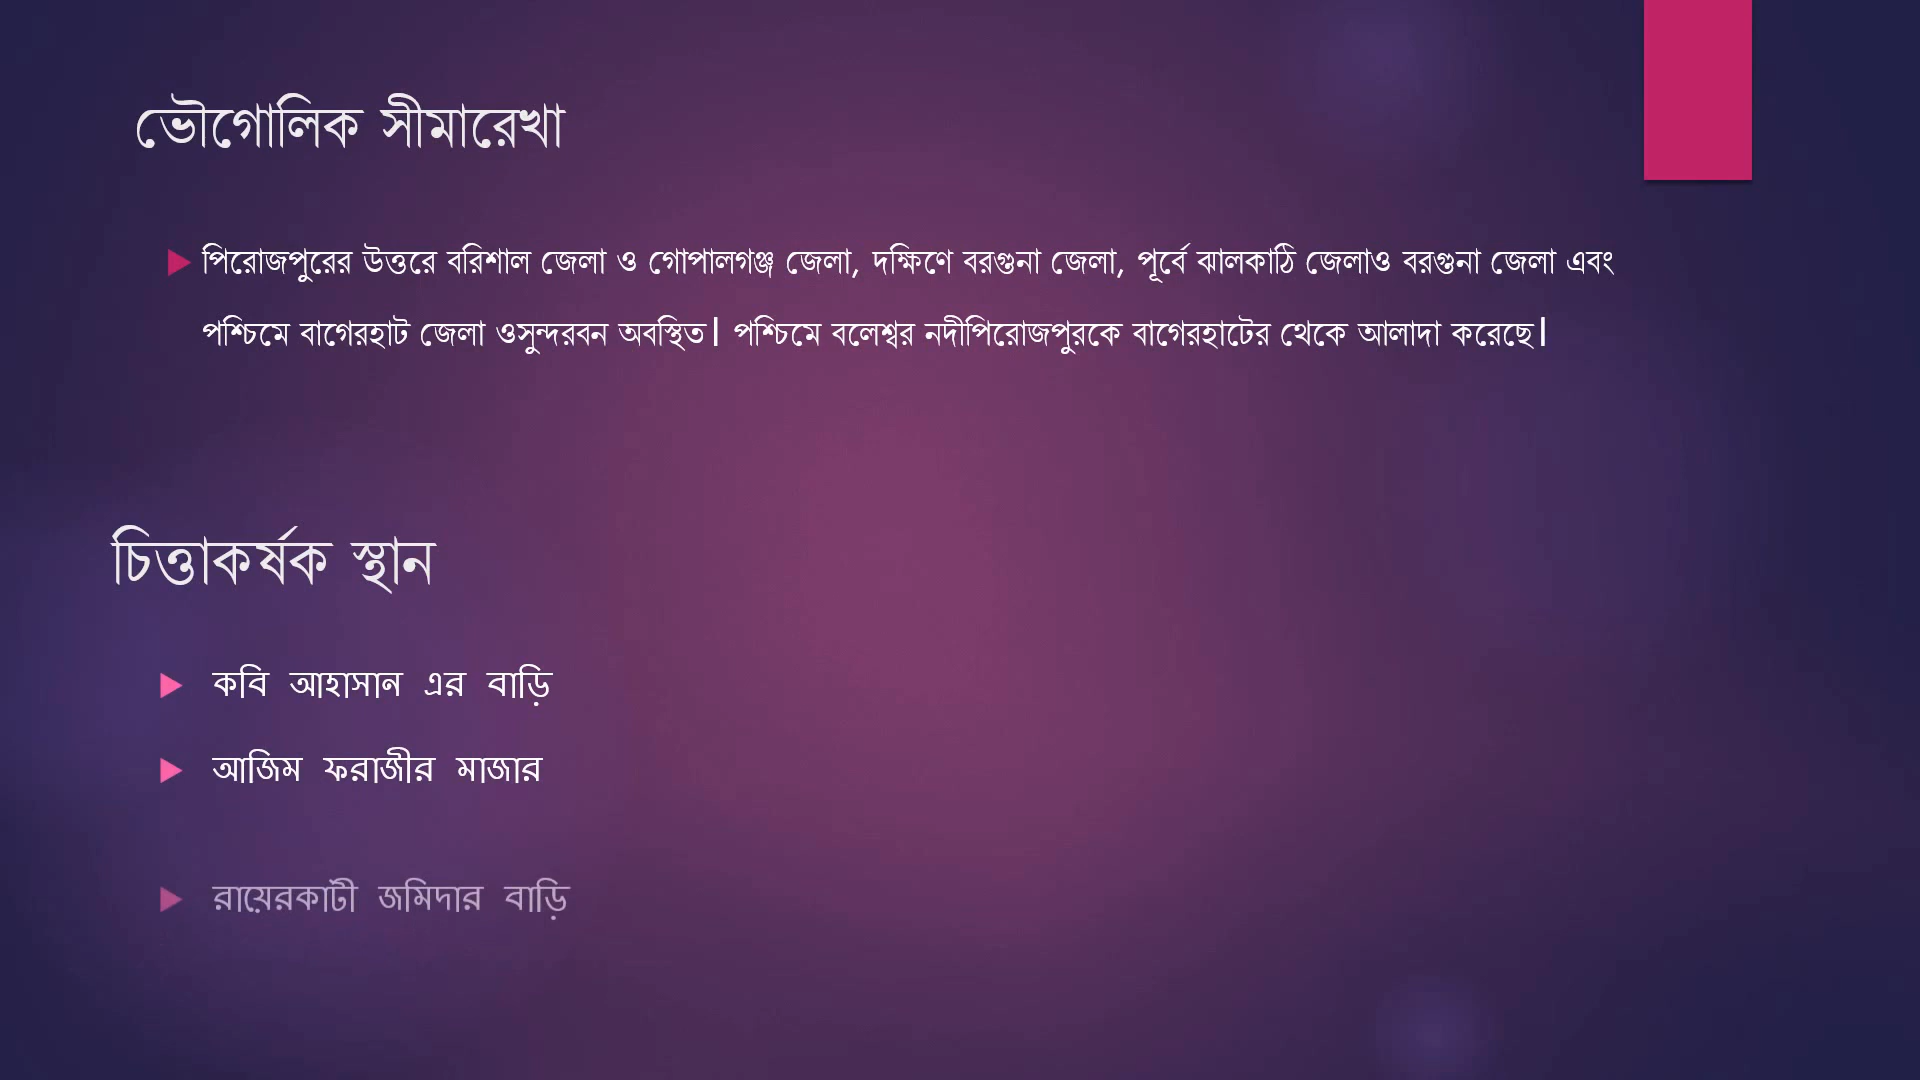 ভৌগোলিক সীমারেখা
পিরোজপুরের উত্তরে বরিশাল জেলা ও গোপালগঞ্জ জেলা, দক্ষিণে বরগুনা জেলা, পূর্বে ঝালকাঠি জেলাও বরগুনা জেলা এবং
পশ্চিমে বাগেরহাট জেলা ওসুন্দরবন অবস্থিত। পশ্চিমে বলেশ্বর নদীপিরোজপুরকে বাগেরহাটের থেকে আলাদা করেছে।
চিত্তাকর্ষক স্থান
কবি আহাসান এর বাড়ি
আজিম ফরাজীর মাজার
রায়েরকাটী জমিদার বাড়ি